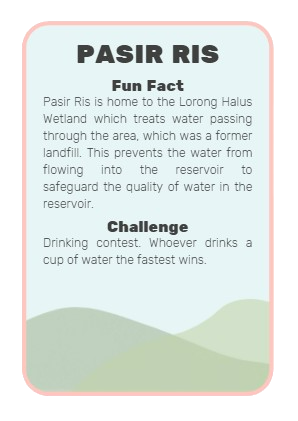 PASIR RIS
Fun Fact
Pasir Ris is home to the Lorong Halus
Wetland which treats water passing
through the area, which was a former
landfill. This prevents the water from
flowing into the reservoir to
safeguard the quality of water in the
reservoir.
Challenge
Drinking contest. Whoever drinks a
cup of water the fastest wins.